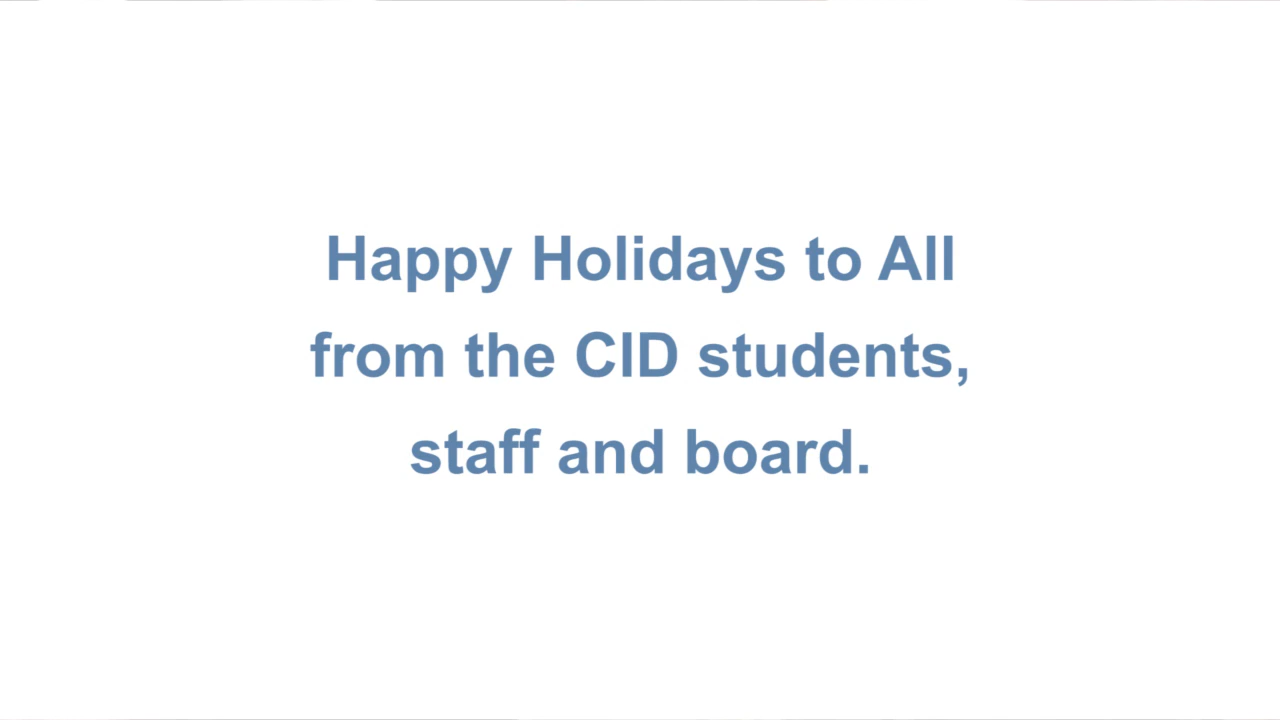 Happy Holidays to All
from the CID students,
staff and board.